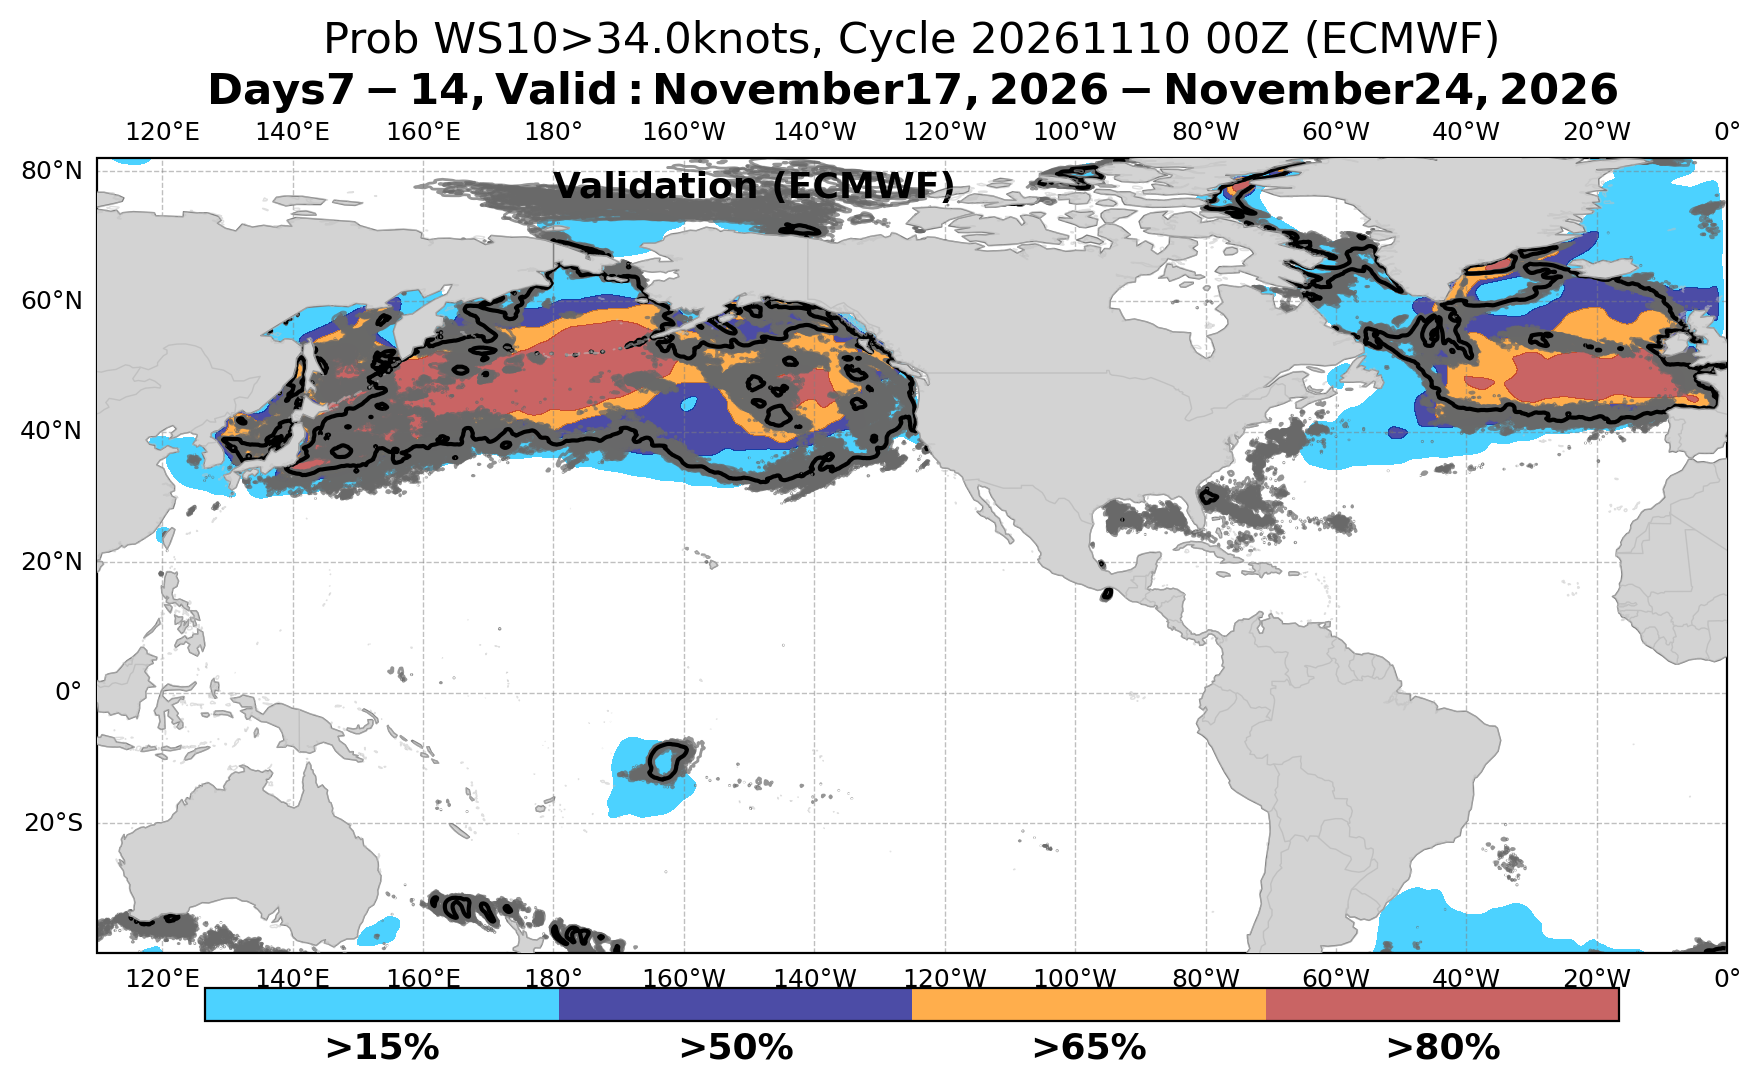 Prob WS10>34.0knots, Cycle 20261110 00Z (ECMWF)
Days7 − 14, Valid : November17, 2026 − November24, 2026
120°E 140°E 160°E 180° 160°W 140°W 120°W 100°W 80°W 60°W 40°W 20°W 0°
80°N
Validation (ECMWF)
60°N
40°N
20°N
0°
20°S
120°E 140°E 160°E 180° 160°W 140°W 120°W 100°W 80°W 60°W 40°W 20°W 0°
>15% >50% >65% >80%